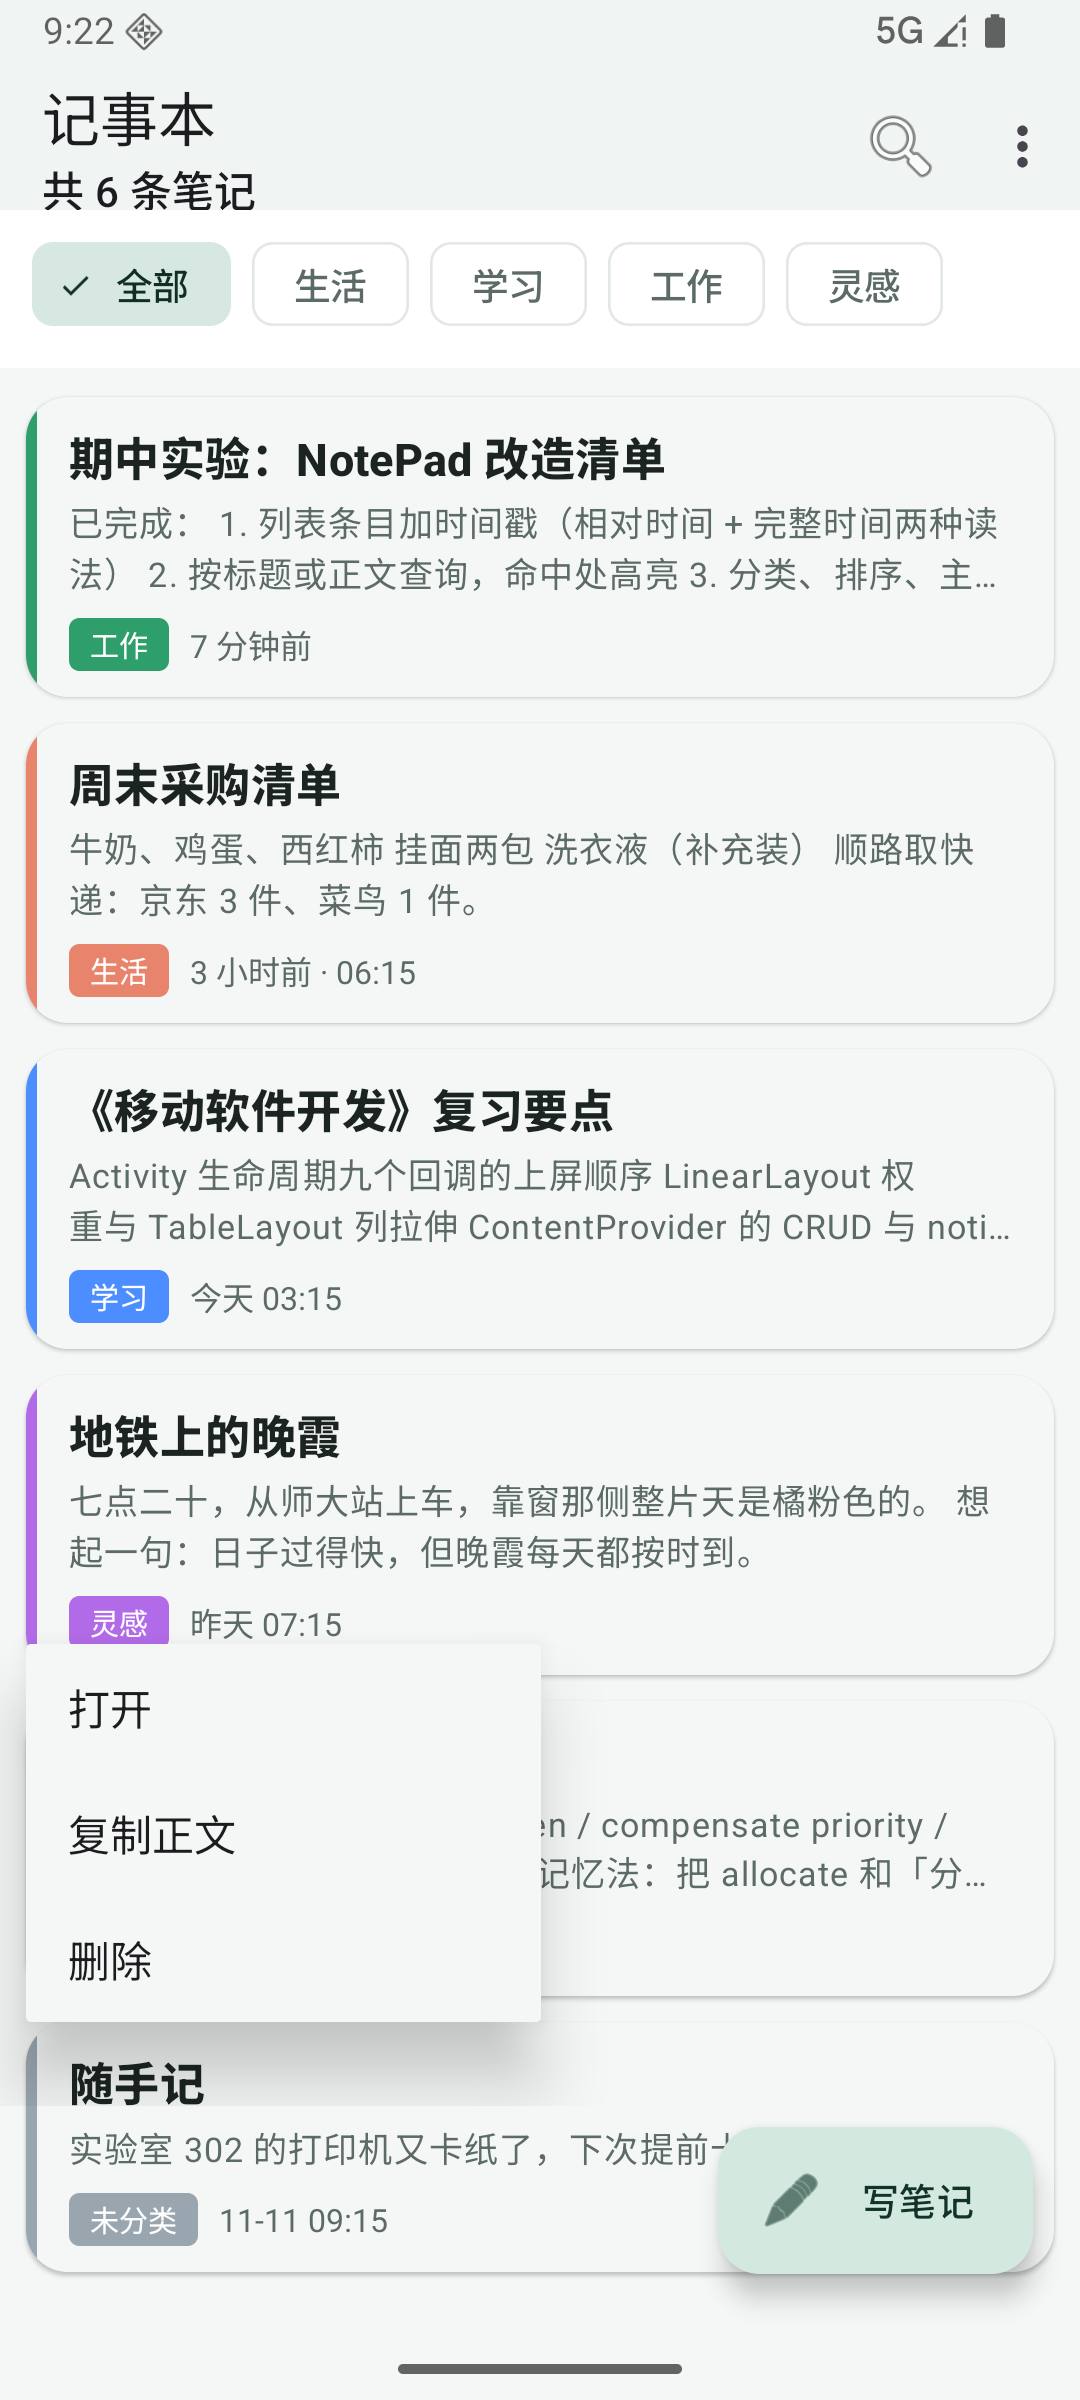 9:22
5G
记事本
共 6 条笔记
全部
生活
学习
工作
灵感
期中实验：NotePad 改造清单
已完成： 1. 列表条目加时间戳（相对时间 + 完整时间两种读
法） 2. 按标题或正文查询，命中处高亮 3. 分类、排序、主…
工作
7 分钟前
周末采购清单
牛奶、鸡蛋、西红柿 挂面两包 洗衣液（补充装） 顺路取快
递：京东 3 件、菜鸟 1 件。
生活
3 小时前 · 06:15
《移动软件开发》复习要点
Activity 生命周期九个回调的上屏顺序 LinearLayout 权
重与 TableLayout 列拉伸 ContentProvider 的 CRUD 与 noti…
学习
今天 03:15
地铁上的晚霞
七点二十，从师大站上车，靠窗那侧整片天是橘粉色的。 想
起一句：日子过得快，但晚霞每天都按时到。
灵感
昨天 07:15
打开
复制正文
删除
/ compensate priority /
记忆法：把 allocate 和「分…
随手记
实验室 302 的打印机又卡纸了，下次提前
未分类
11-11 09:15
写笔记